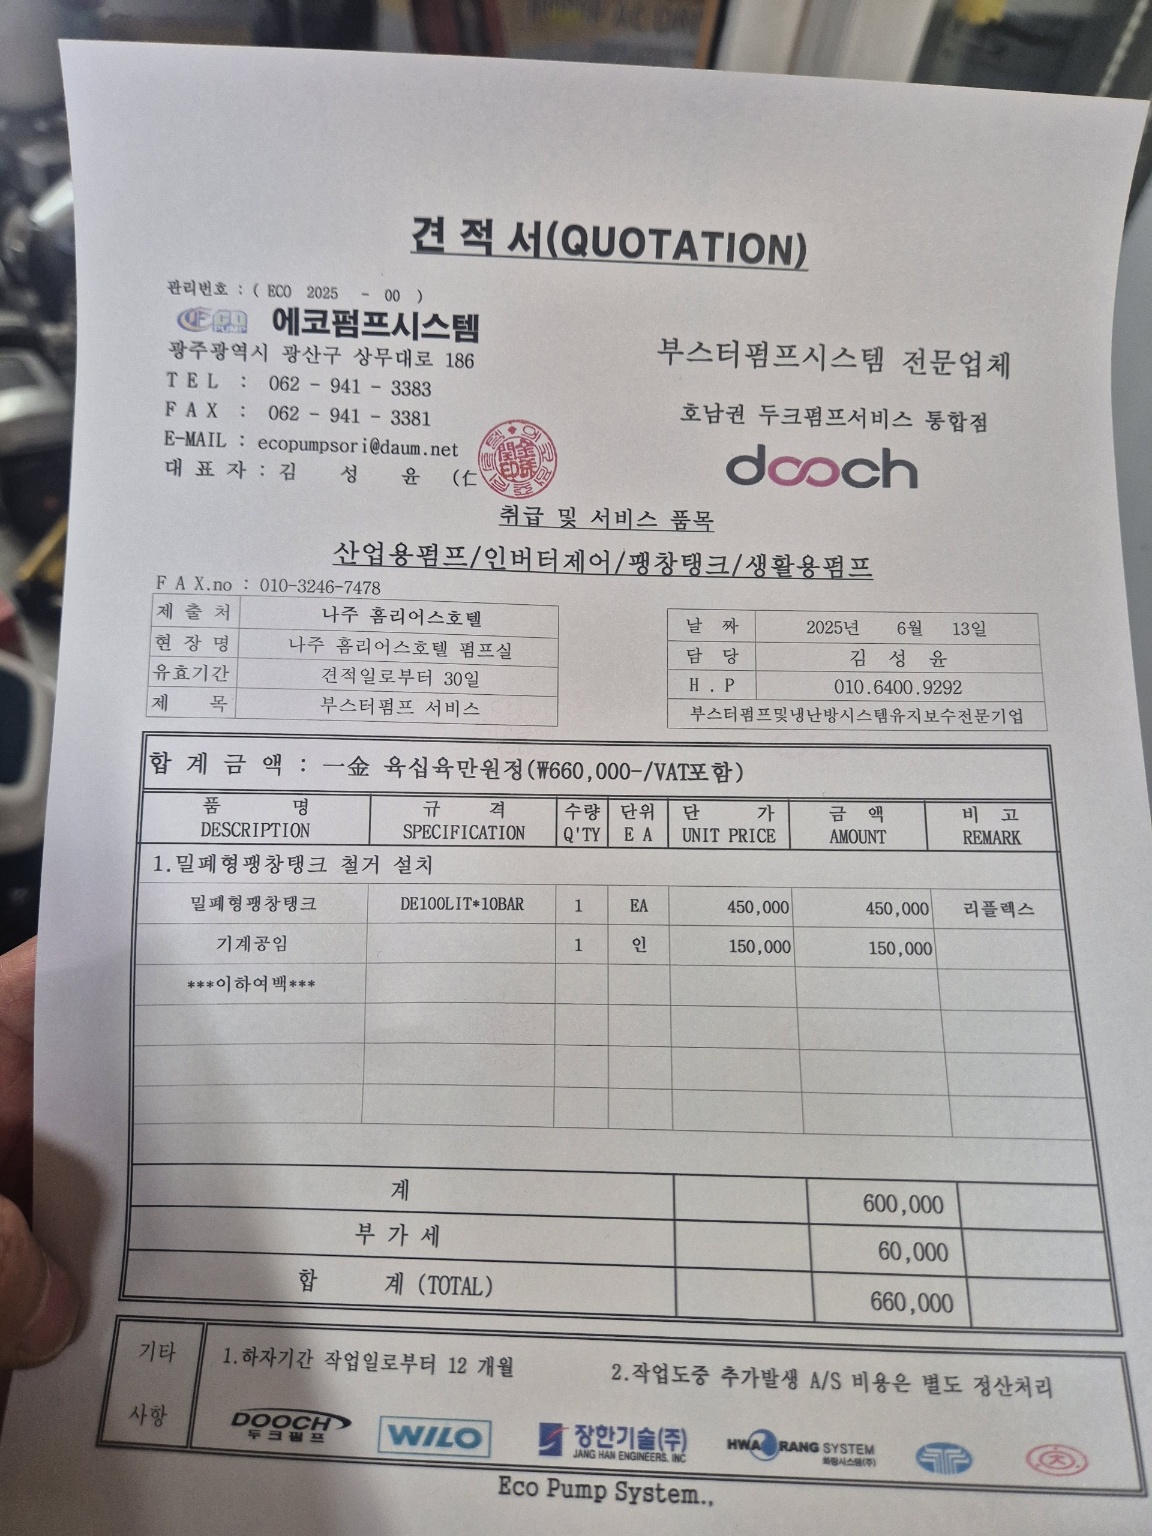 견 적 서(QUOTATION)
관리번호 : ( ECO 2025 - 00 )
ECO PUMP 에코펌프시스템
광주광역시 광산구 상무대로 186
T E L : 062 - 941 - 3383
F A X : 062 - 941 - 3381
E-MAIL : ecopumpsori@daum.net
대 표 자 : 김 성 윤 (仁
부스터펌프시스템 전문업체
호남권 두크펌프서비스 통합점
dooch
취급 및 서비스 품목
산업용펌프/인버터제어/팽창탱크/생활용펌프
F A X.no : 010-3246-7478
제 출 처 나주 홈리어스호텔
현 장 명 나주 홈리어스호텔 펌프실
유효기간 견적일로부터 30일
제 목 부스터펌프 서비스
날 짜 2025년 6월 13일
담 당 김 성 윤
H . P 010.6400.9292
부스터펌프및냉난방시스템유지보수전문기업
합 계 금 액 : 一金 육십육만원정(₩660,000-/VAT포함)
품 명 규 격 수량 단위 단 가 금 액 비 고
DESCRIPTION SPECIFICATION Q'TY E A UNIT PRICE AMOUNT REMARK
1.밀폐형팽창탱크 철거 설치
밀폐형팽창탱크 DE100LIT*10BAR 1 EA 450,000 450,000 리플렉스
기계공임 1 인 150,000 150,000
***이하여백***
계 600,000
부 가 세 60,000
합 계 (TOTAL) 660,000
기타
사항
1.하자기간 작업일로부터 12 개월 2.작업도중 추가발생 A/S 비용은 별도 정산처리
DOOCH 두크펌프
WILO
장한기술(주) JANG HAN ENGINEERS. INC
HWARANG SYSTEM 화랑시스템(주)
Eco Pump System.,